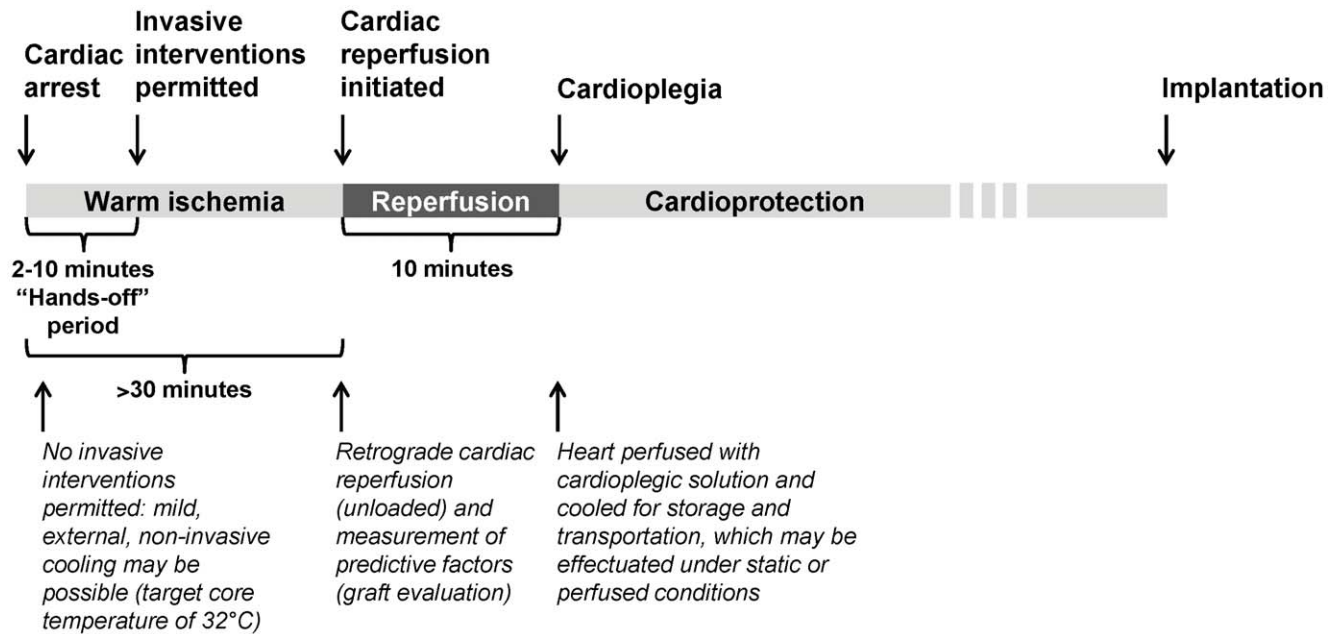 Cardiac
arrest
Invasive
interventions
permitted
Cardiac
reperfusion
initiated
Cardioplegia
Implantation
Warm ischemia
Reperfusion
Cardioprotection
2-10 minutes
“Hands-off”
period
10 minutes
>30 minutes
No invasive
interventions
permitted: mild,
external, non-invasive
cooling may be
possible (target core
temperature of 32°C)
Retrograde cardiac
reperfusion
(unloaded) and
measurement of
predictive factors
(graft evaluation)
Heart perfused with
cardioplegic solution and
cooled for storage and
transportation, which may be
effectuated under static or
perfused conditions